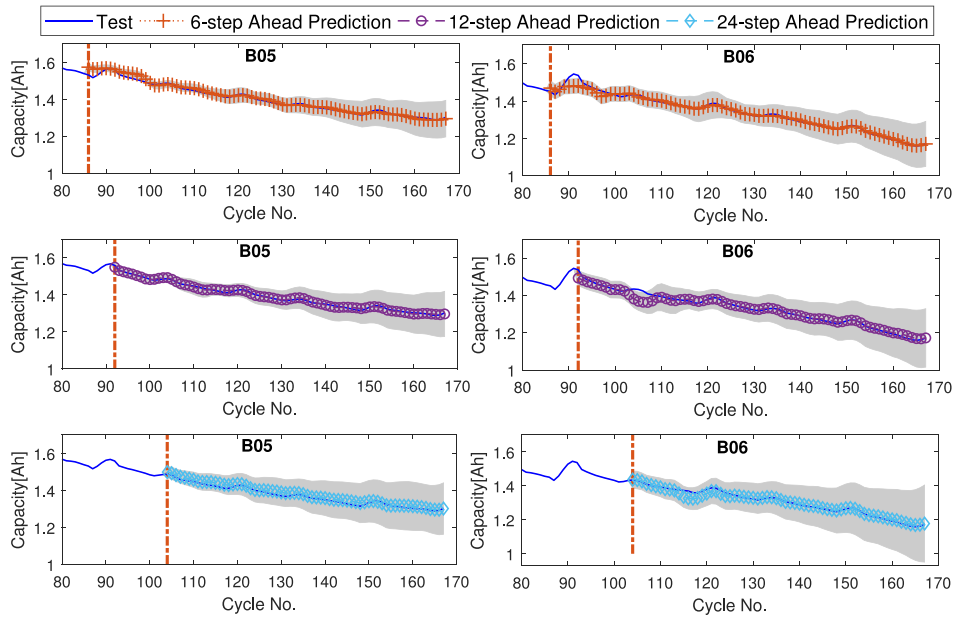 Test 6-step Ahead Prediction 12-step Ahead Prediction 24-step Ahead Prediction
B05
Capacity[Ah]
1.6
1.4
1.2
1
80 90 100 110 120 130 140 150 160 170
Cycle No.
B06
Capacity[Ah]
1.6
1.4
1.2
1
80 90 100 110 120 130 140 150 160 170
Cycle No.
B05
Capacity[Ah]
1.6
1.4
1.2
1
80 90 100 110 120 130 140 150 160 170
Cycle No.
B06
Capacity[Ah]
1.6
1.4
1.2
1
80 90 100 110 120 130 140 150 160 170
Cycle No.
B05
Capacity[Ah]
1.6
1.4
1.2
1
80 90 100 110 120 130 140 150 160 170
Cycle No.
B06
Capacity[Ah]
1.6
1.4
1.2
1
80 90 100 110 120 130 140 150 160 170
Cycle No.